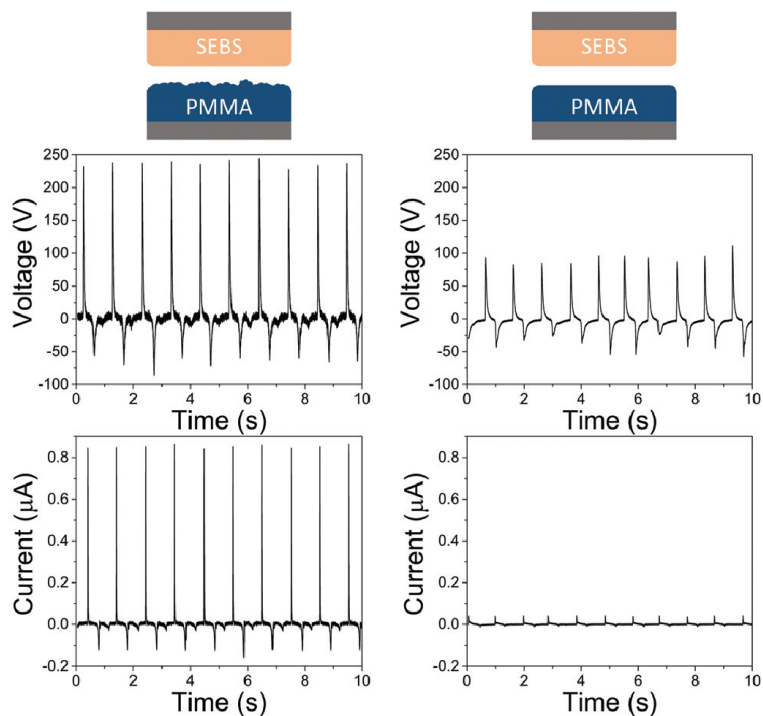 SEBS
PMMA
SEBS
PMMA
Voltage (V)
250
200
150
100
50
0
-50
-100
0 2 4 6 8 10
Time (s)
Voltage (V)
250
200
150
100
50
0
-50
-100
0 2 4 6 8 10
Time (s)
Current (μA)
0.8
0.6
0.4
0.2
0.0
-0.2
0 2 4 6 8 10
Time (s)
Current (μA)
0.8
0.6
0.4
0.2
0.0
-0.2
0 2 4 6 8 10
Time (s)